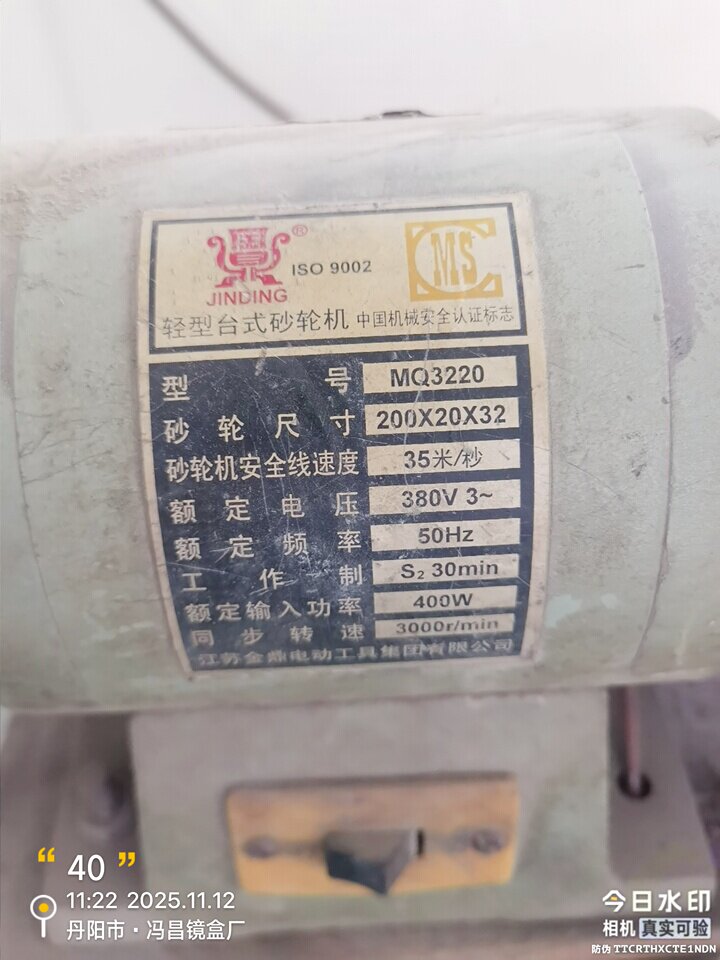 JINDING
®
ISO 9002
CMS
轻型台式砂轮机 中国机械安全认证标志
型号 MQ3220
砂轮尺寸 200X20X32
砂轮机安全线速度 35米/秒
额定电压 380V 3~
额定频率 50Hz
工作制 S₂ 30min
额定输入功率 400W
同步转速 3000r/min
江苏金鼎电动工具集团有限公司
“ 40 ”
11:22 2025.11.12
丹阳市·冯昌镜盒厂
今日水印
相机 真实可验
防伪 TTCRTHXCTE1NDN